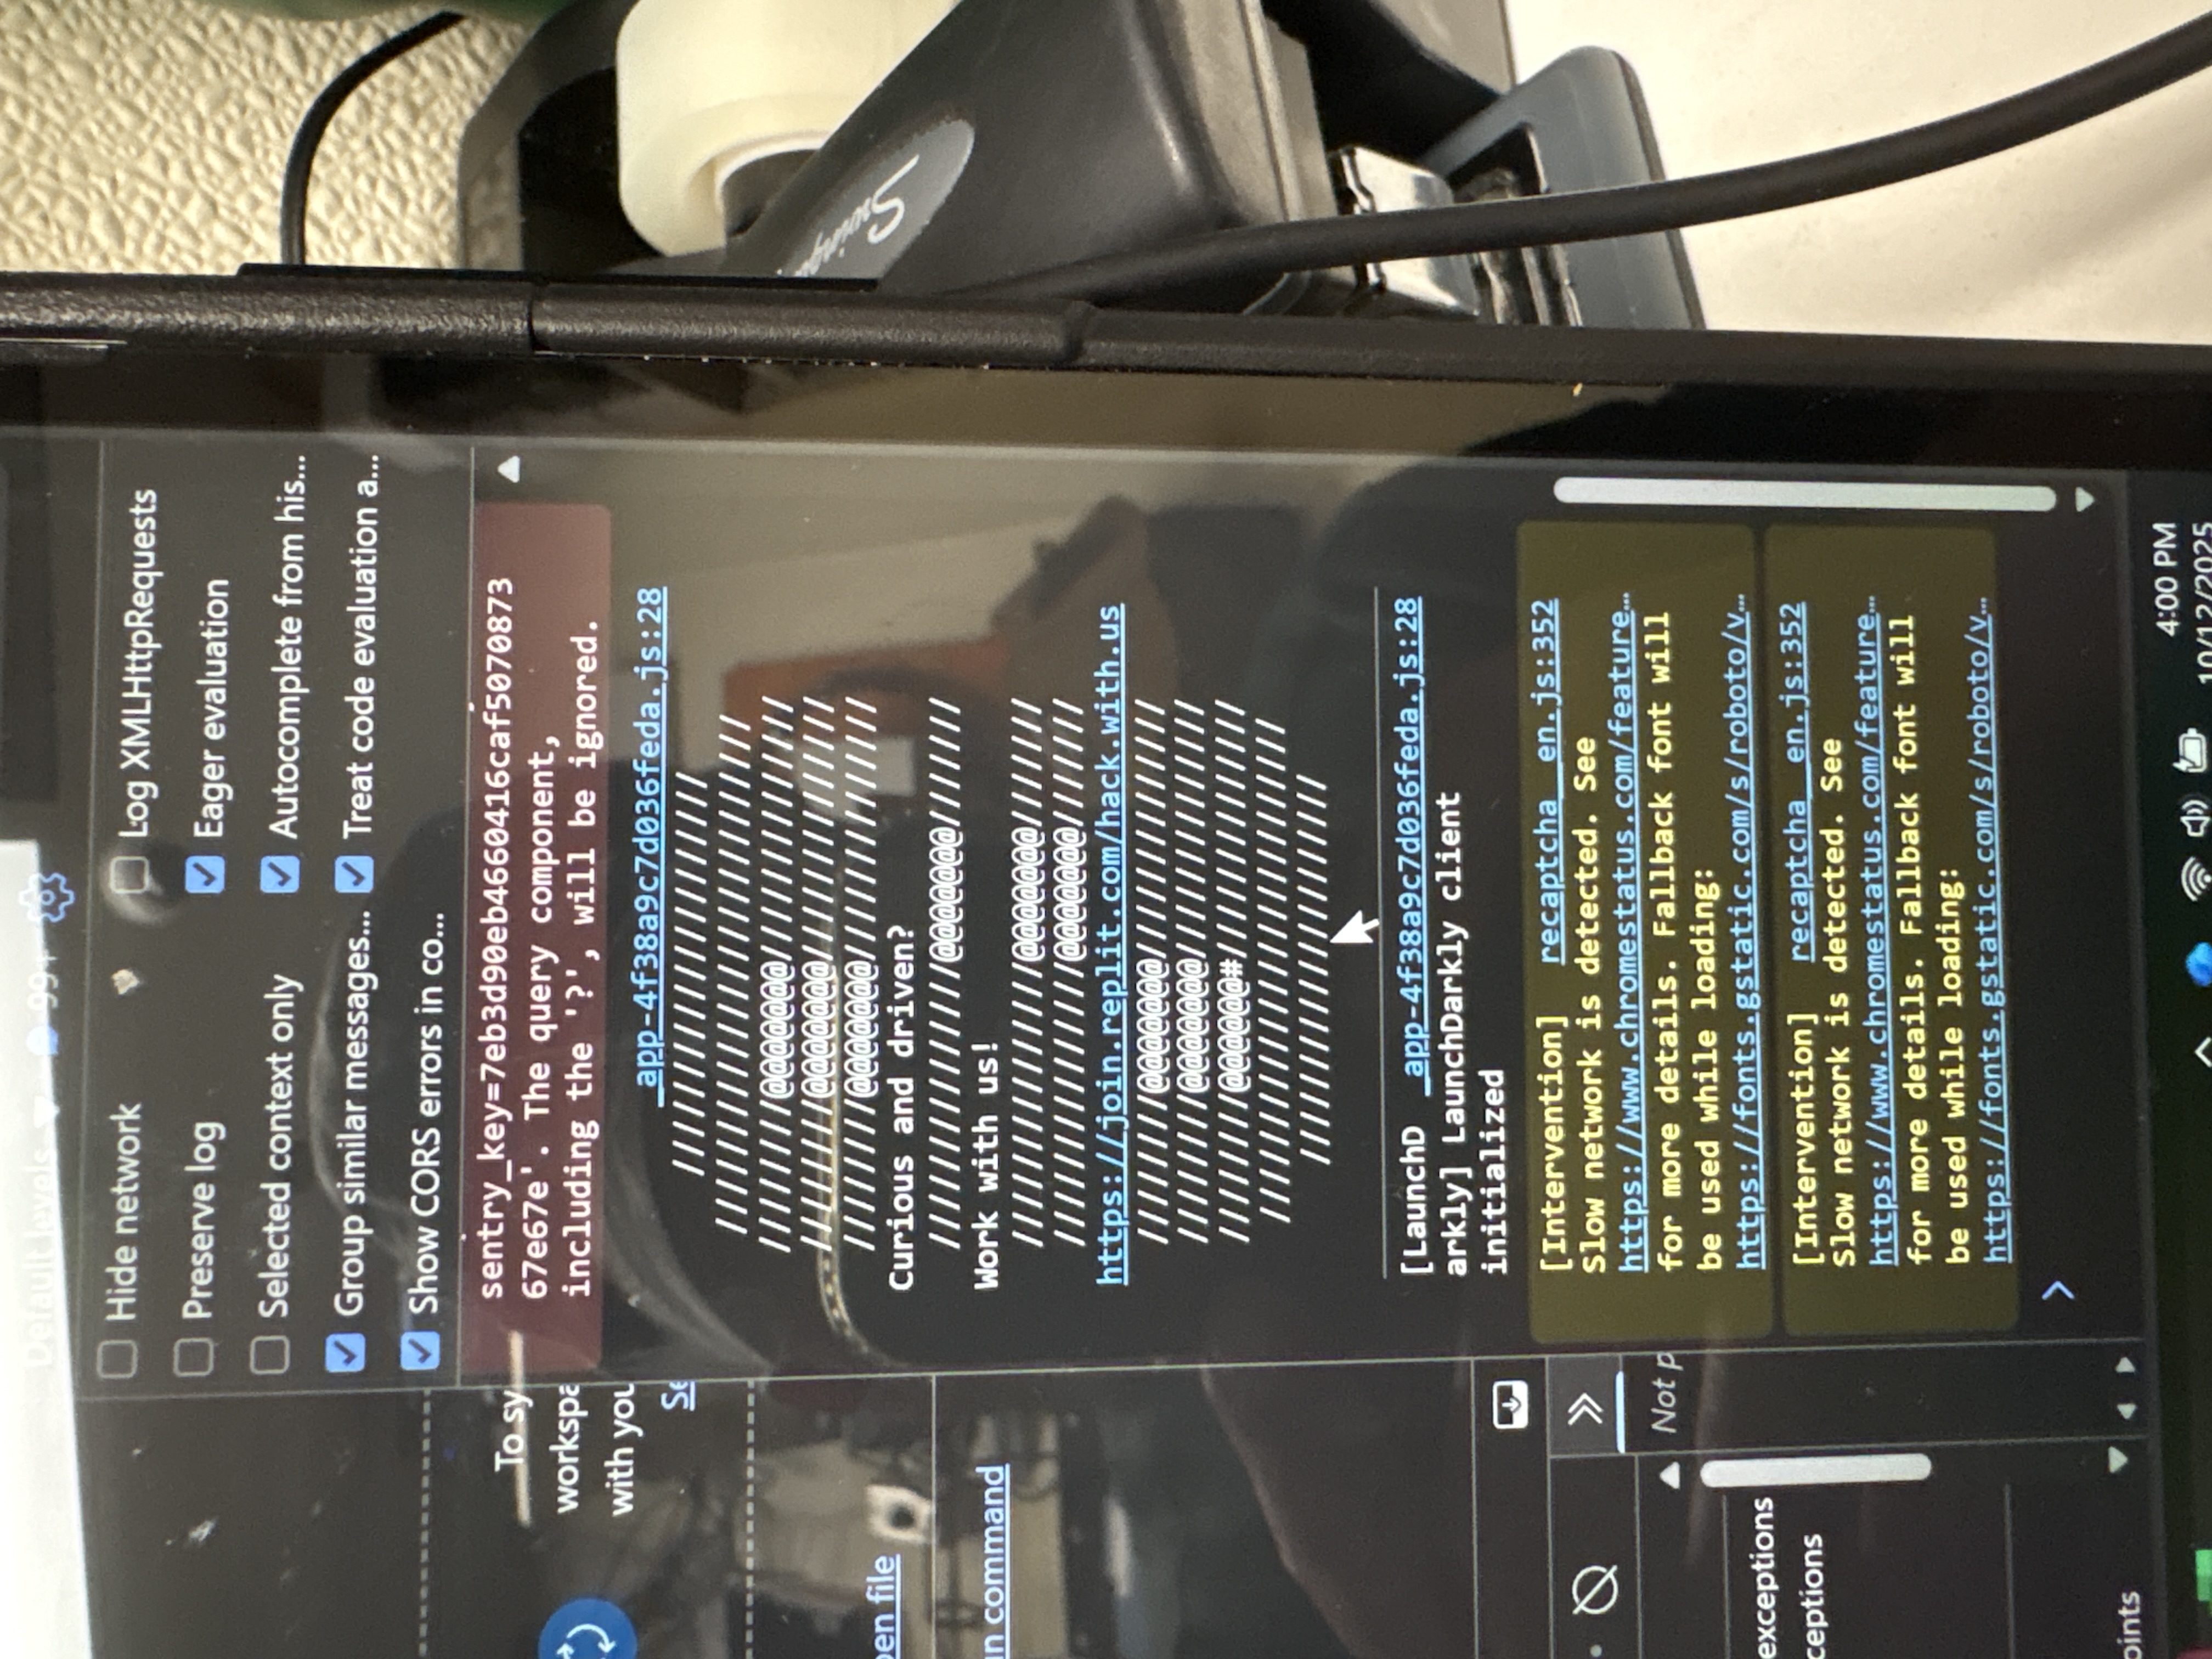 Default levels 99+
Hide network
Log XMLHttpRequests
Preserve log
Eager evaluation
Selected context only
Autocomplete from his...
Group similar messages...
Treat code evaluation a...
Show CORS errors in co...
To sy
workspa
with you
Se
en file
n command
Not p
exceptions
ceptions
oints
sentry_key=7eb3d90eb4660416caf5070873
67e67e'. The query component,
including the '?', will be ignored.
_app-4f38a9c7d036feda.js:28
/////////////////////
///////////////////////////
////////@@@@@@@//////////////
////////@@@@@@@//////////////
////////@@@@@@@//////////////
Curious and driven?
///////////////@@@@@@@///////
Work with us!
///////////////@@@@@@@///////
///////////////@@@@@@@///////
https://join.replit.com/hack.with.us
////////@@@@@@@//////////////
////////@@@@@@@//////////////
////////@@@@@@#//////////////
///////////////////////////
/////////////////////
[LaunchD _app-4f38a9c7d036feda.js:28
arkly] LaunchDarkly client
initialized
[Intervention] recaptcha__en.js:352
Slow network is detected. See
https://www.chromestatus.com/feature…
for more details. Fallback font will
be used while loading:
https://fonts.gstatic.com/s/roboto/v…
[Intervention] recaptcha__en.js:352
Slow network is detected. See
https://www.chromestatus.com/feature…
for more details. Fallback font will
be used while loading:
https://fonts.gstatic.com/s/roboto/v…
>
4:00 PM
10/12/2025
Swingl